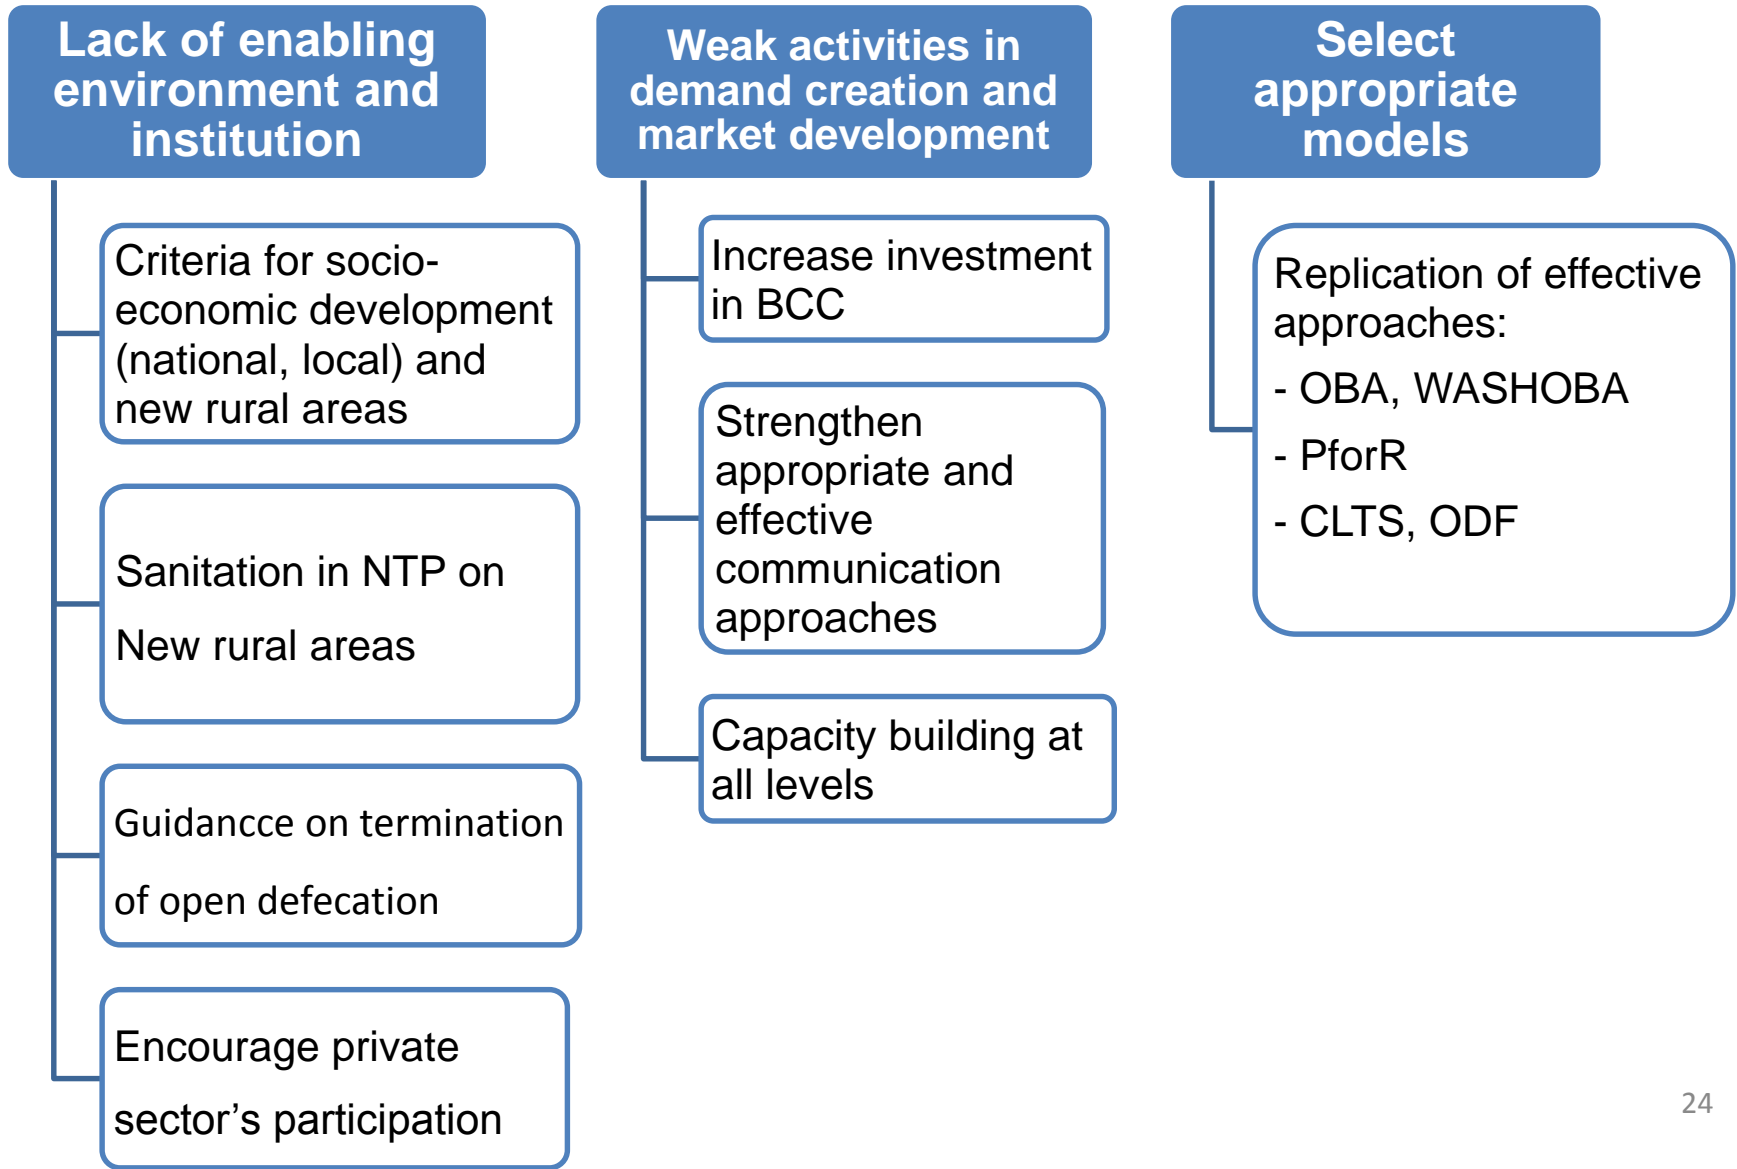 Lack of enabling
environment and
institution
Criteria for socio-
economic development
(national, local) and
new rural areas
Sanitation in NTP on
New rural areas
Guidancce on termination
of open defecation
Encourage private
sector’s participation
Weak activities in
demand creation and
market development
Increase investment
in BCC
Strengthen
appropriate and
effective
communication
approaches
Capacity building at
all levels
Select
appropriate
models
Replication of effective
approaches:
- OBA, WASHOBA
- PforR
- CLTS, ODF
24